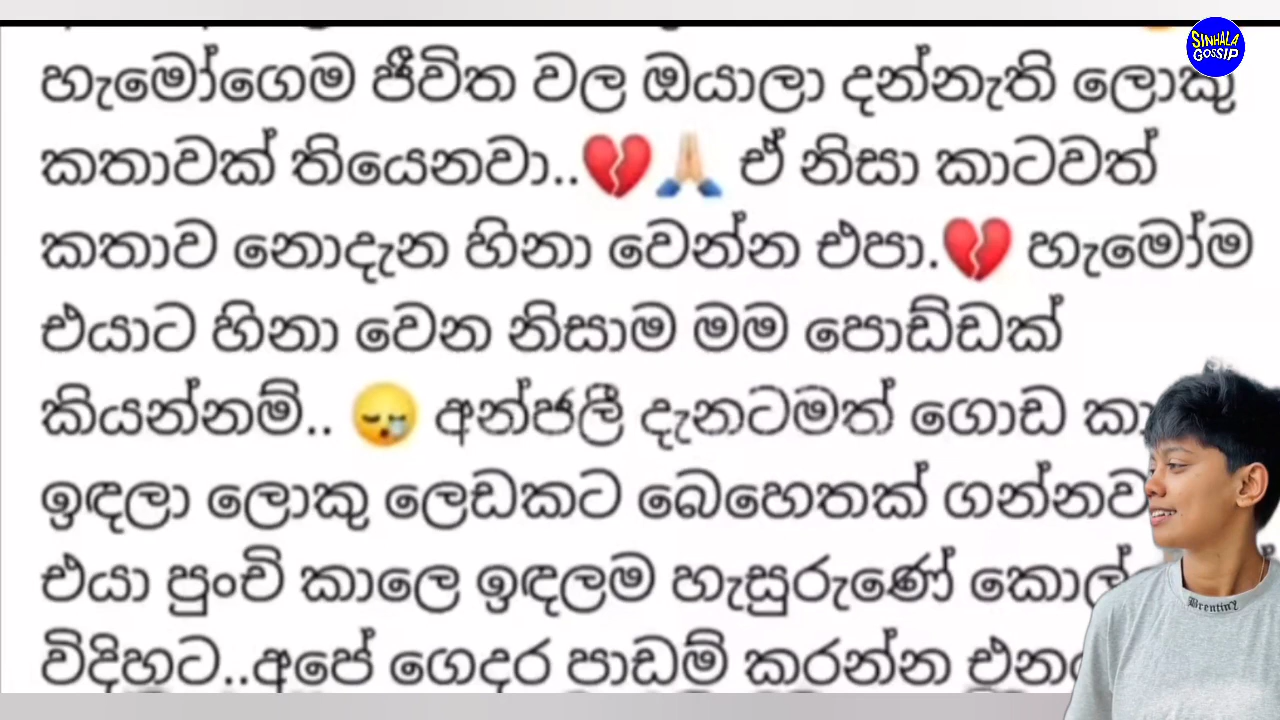 SINHALA GOSSIP
හැමෝගෙම ජීවිත වල ඔයාලා දන්නැති ලොකු
කතාවක් තියෙනවා..💔🙏🏻 ඒ නිසා කාටවත්
කතාව නොදැන හිනා වෙන්න එපා.💔 හැමෝම
එයාට හිනා වෙන නිසාම මම පොඩ්ඩක්
කියන්නම්.. 😪 අන්ජලී දැනටමත් ගොඩ
ඉඳලා ලොකු ලෙඩකට බෙහෙතක්
එයා පුංචි කාලෙ ඉඳලම හැසුරුණේ
විදිහට..අපේ ගෙදර පාඩම් කරන්න
Brentiny